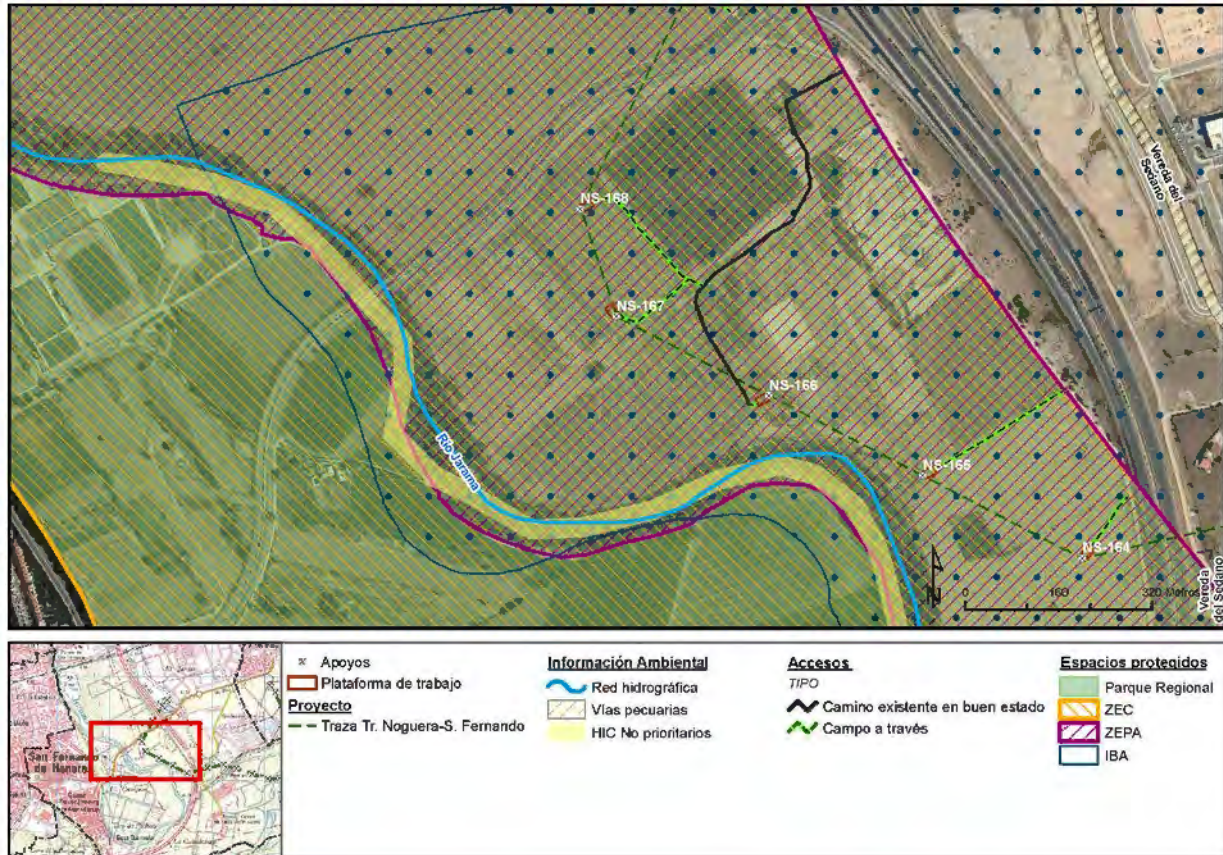 NS-168
NS-167
NS-166
NS-165
NS-164
Río Jarama
Vereda del
Sedano
Vereda
del Sedano
N
0 160 320 Metros
San Fernando
de Henares
Apoyos
Plataforma de trabajo
Proyecto
Traza Tr. Noguera-S. Fernando
Información Ambiental
Red hidrográfica
Vías pecuarias
HIC No prioritarios
Accesos
TIPO
Camino existente en buen estado
Campo a través
Espacios protegidos
Parque Regional
ZEC
ZEPA
IBA